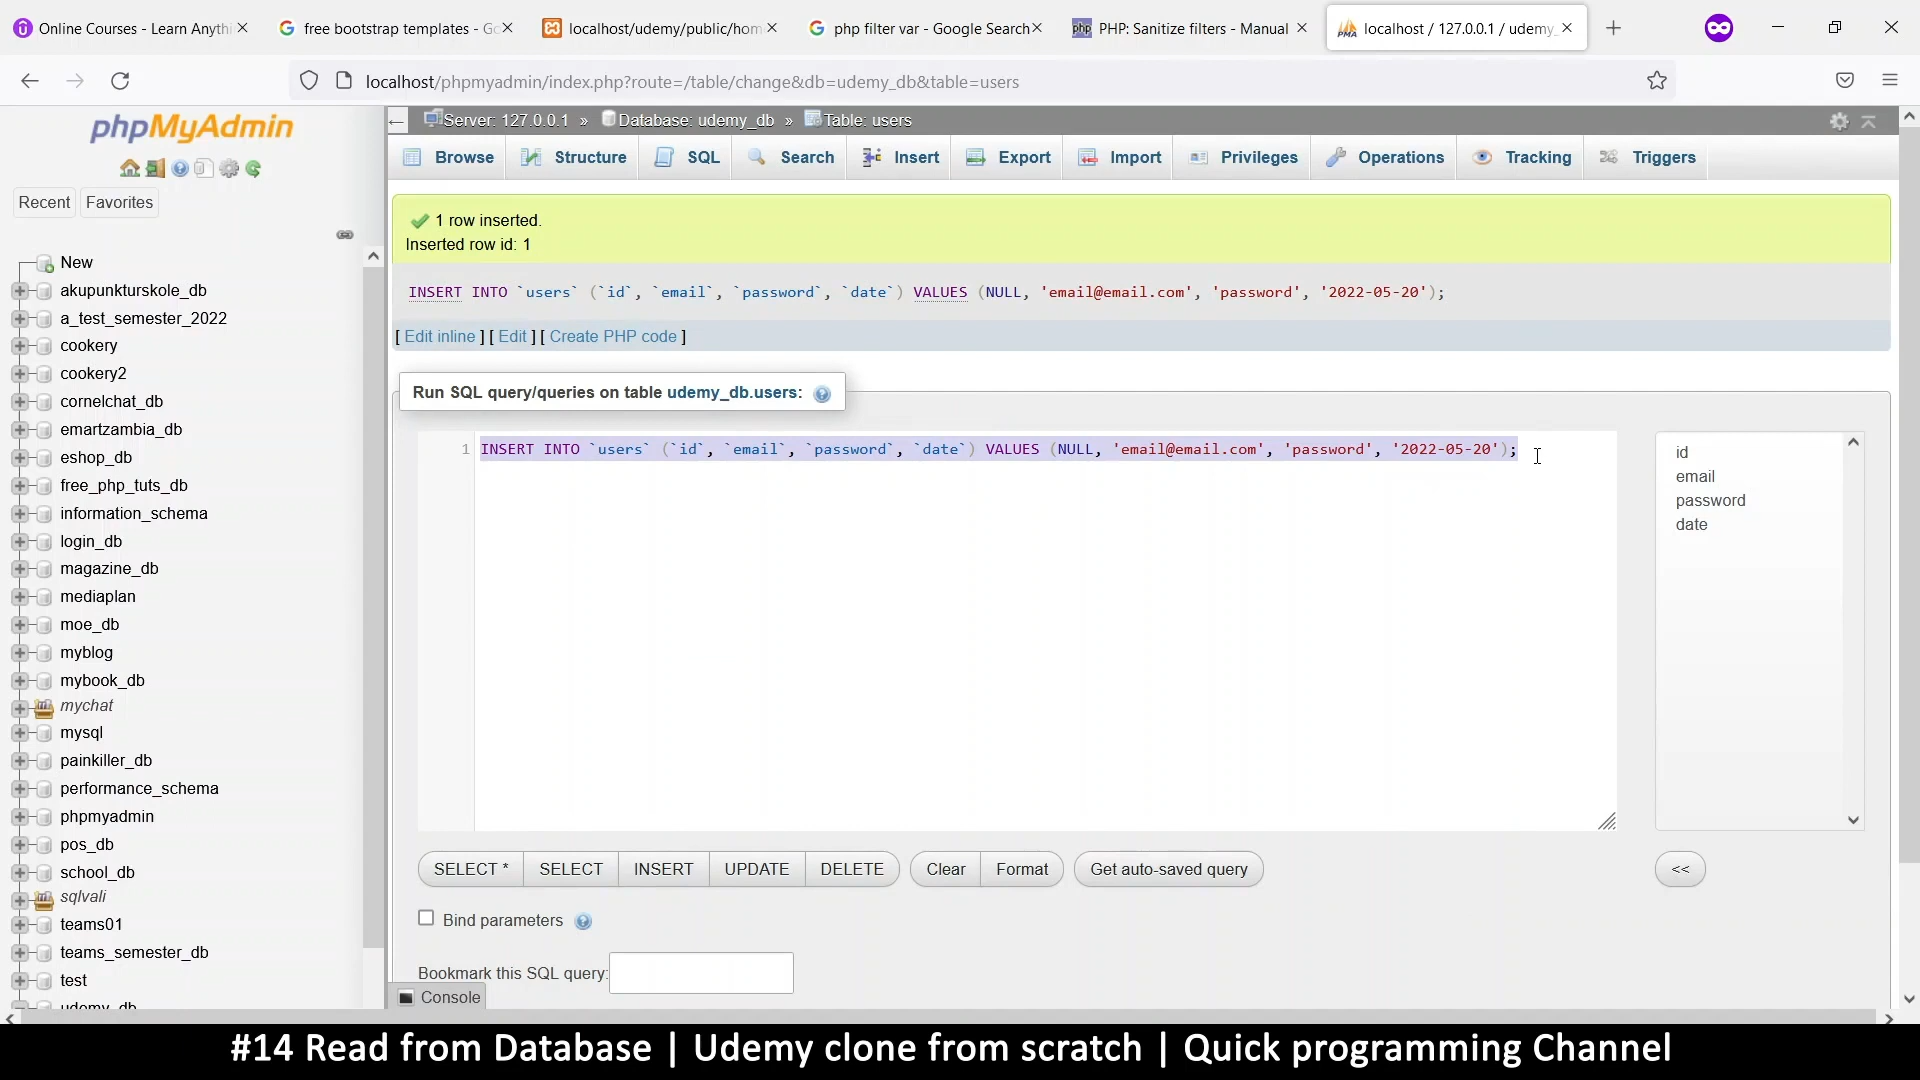 Online Courses - Learn Anythi
free bootstrap templates - Go
localhost/udemy/public/hom
php filter var - Google Search
php PHP: Sanitize filters - Manual
PMA localhost / 127.0.0.1 / udemy_
localhost/phpmyadmin/index.php?route=/table/change&db=udemy_db&table=users
phpMyAdmin
Recent
Favorites
New
akupunkturskole_db
a_test_semester_2022
cookery
cookery2
cornelchat_db
emartzambia_db
eshop_db
free_php_tuts_db
information_schema
login_db
magazine_db
mediaplan
moe_db
myblog
mybook_db
mychat
mysql
painkiller_db
performance_schema
phpmyadmin
pos_db
school_db
sqlvali
teams01
teams_semester_db
test
udemy_db
Server: 127.0.0.1 » Database: udemy_db » Table: users
Browse
Structure
SQL
Search
Insert
Export
Import
Privileges
Operations
Tracking
Triggers
1 row inserted.
Inserted row id: 1
INSERT INTO `users` (`id`, `email`, `password`, `date`) VALUES (NULL, 'email@email.com', 'password', '2022-05-20');
[ Edit inline ] [ Edit ] [ Create PHP code ]
Run SQL query/queries on table udemy_db.users:
1 INSERT INTO `users` (`id`, `email`, `password`, `date`) VALUES (NULL, 'email@email.com', 'password', '2022-05-20');
id
email
password
date
SELECT *
SELECT
INSERT
UPDATE
DELETE
Clear
Format
Get auto-saved query
<<
Bind parameters
Bookmark this SQL query:
Console
#14 Read from Database | Udemy clone from scratch | Quick programming Channel